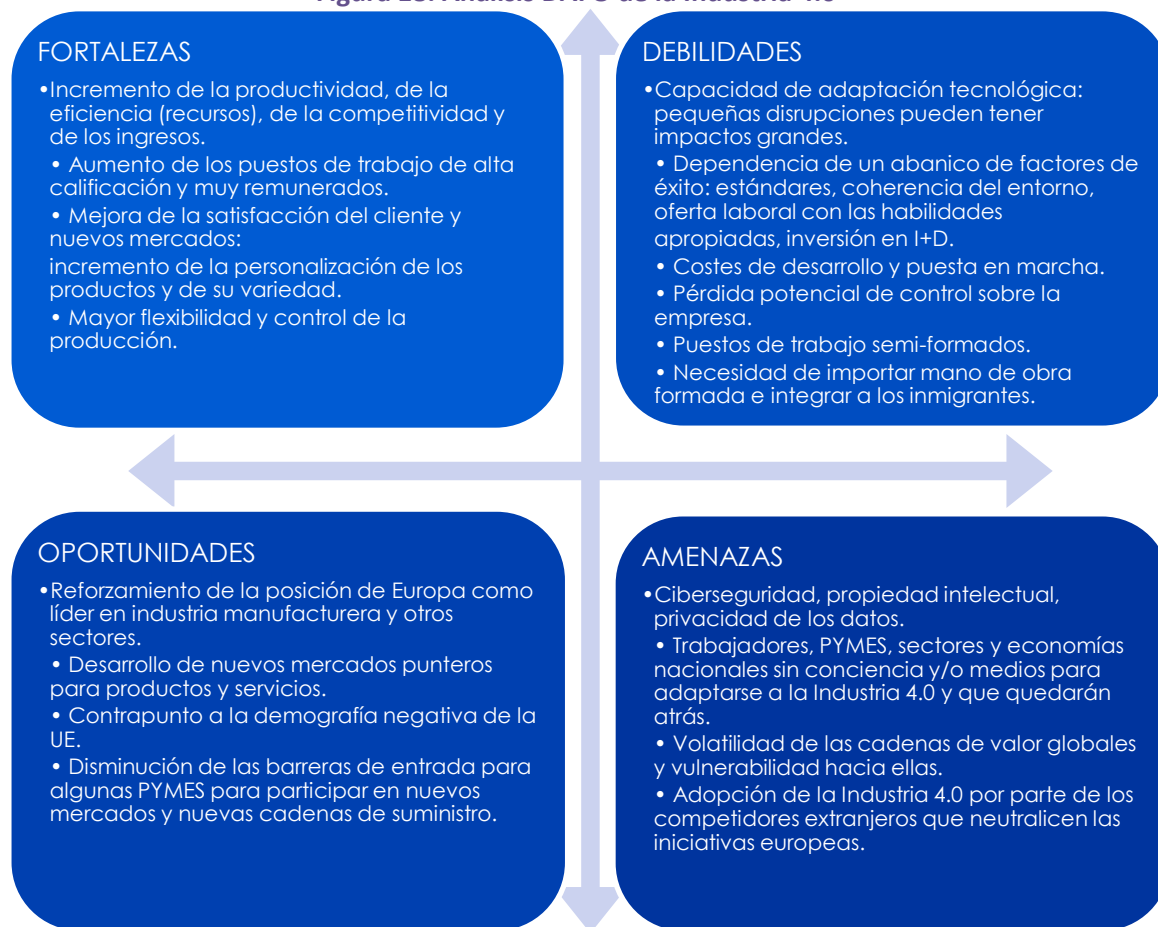 FORTALEZAS
•Incremento de la productividad, de la
eficiencia (recursos), de la competitividad y
de los ingresos.
• Aumento de los puestos de trabajo de alta
calificación y muy remunerados.
• Mejora de la satisfacción del cliente y
nuevos mercados:
incremento de la personalización de los
productos y de su variedad.
• Mayor flexibilidad y control de la
producción.
DEBILIDADES
•Capacidad de adaptación tecnológica:
pequeñas disrupciones pueden tener
impactos grandes.
• Dependencia de un abanico de factores de
éxito: estándares, coherencia del entorno,
oferta laboral con las habilidades
apropiadas, inversión en I+D.
• Costes de desarrollo y puesta en marcha.
• Pérdida potencial de control sobre la
empresa.
• Puestos de trabajo semi-formados.
• Necesidad de importar mano de obra
formada e integrar a los inmigrantes.
OPORTUNIDADES
•Reforzamiento de la posición de Europa como
líder en industria manufacturera y otros
sectores.
• Desarrollo de nuevos mercados punteros
para productos y servicios.
• Contrapunto a la demografía negativa de la
UE.
• Disminución de las barreras de entrada para
algunas PYMES para participar en nuevos
mercados y nuevas cadenas de suministro.
AMENAZAS
•Ciberseguridad, propiedad intelectual,
privacidad de los datos.
• Trabajadores, PYMES, sectores y economías
nacionales sin conciencia y/o medios para
adaptarse a la Industria 4.0 y que quedarán
atrás.
• Volatilidad de las cadenas de valor globales
y vulnerabilidad hacia ellas.
• Adopción de la Industria 4.0 por parte de los
competidores extranjeros que neutralicen las
iniciativas europeas.